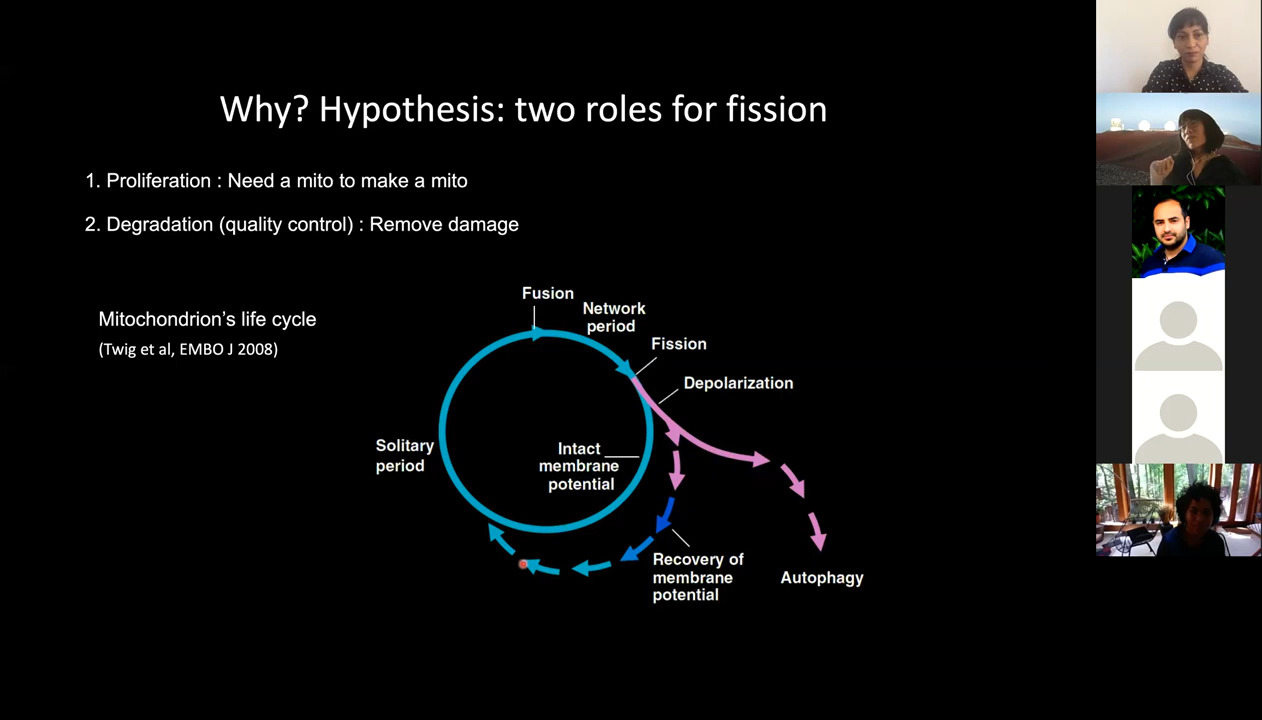 Why? Hypothesis: two roles for fission
1. Proliferation : Need a mito to make a mito
2. Degradation (quality control) : Remove damage
Mitochondrion's life cycle
(Twig et al, EMBO J 2008)
Fusion
Network
period
Fission
Depolarization
Solitary
period
Intact
membrane
potential
Recovery of
membrane
potential
Autophagy